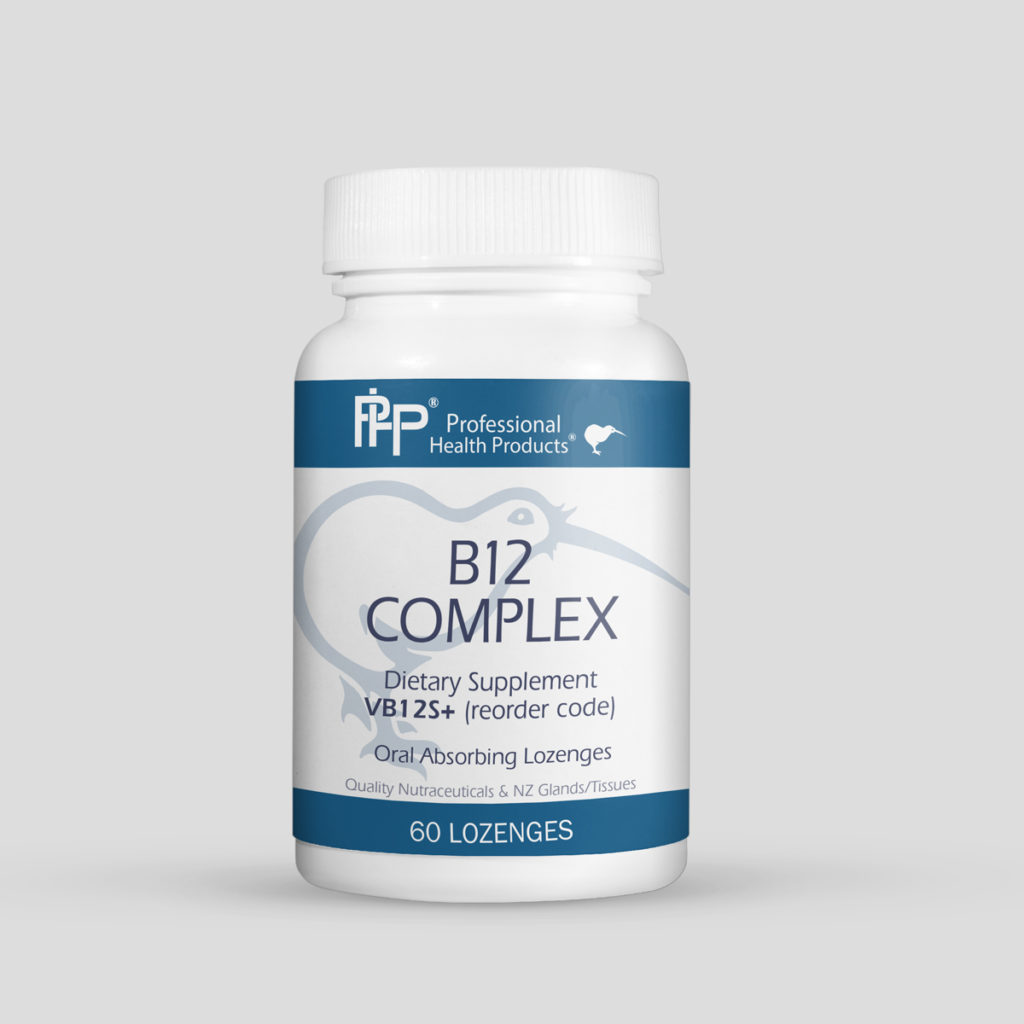 PHP® Professional
Health Products®
B12
COMPLEX
Dietary Supplement
VB12S+ (reorder code)
Oral Absorbing Lozenges
Quality Nutraceuticals & NZ Glands/Tissues
60 LOZENGES